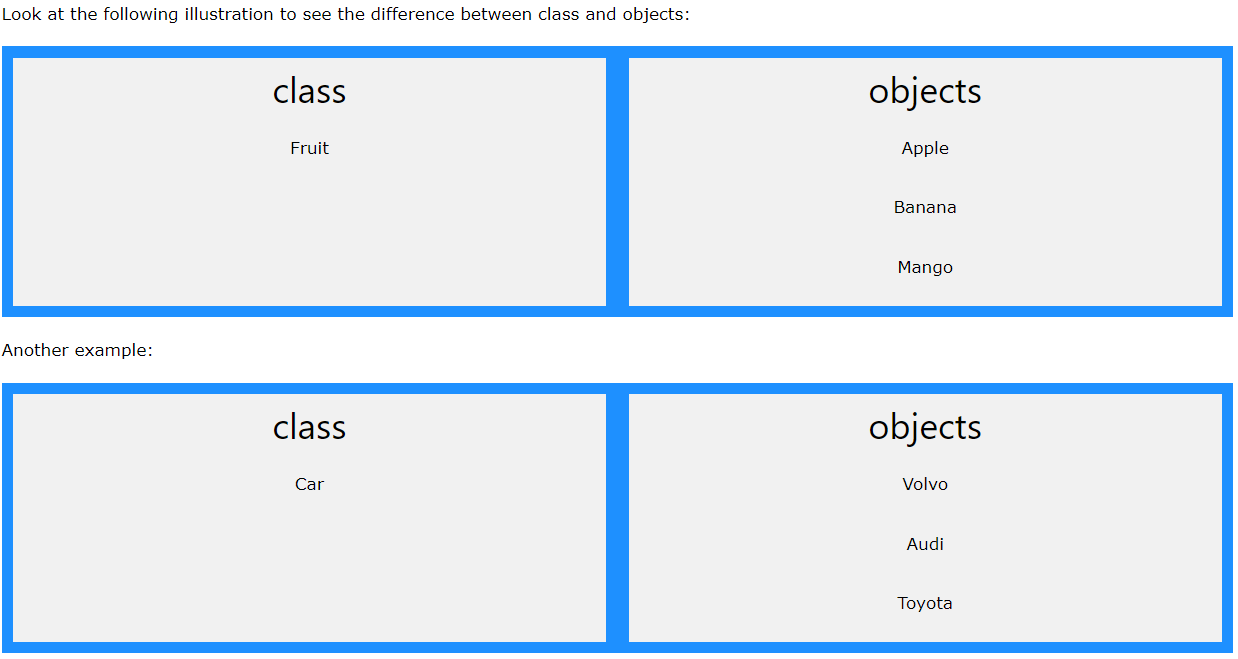 Look at the following illustration to see the difference between class and objects:
class
Fruit
objects
Apple
Banana
Mango
Another example:
class
Car
objects
Volvo
Audi
Toyota